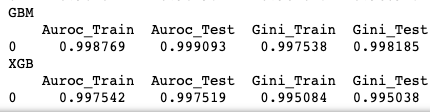 GBM
Auroc_Train Auroc_Test Gini_Train Gini_Test
0 0.998769 0.999093 0.997538 0.998185
XGB
Auroc_Train Auroc_Test Gini_Train Gini_Test
0 0.997542 0.997519 0.995084 0.995038